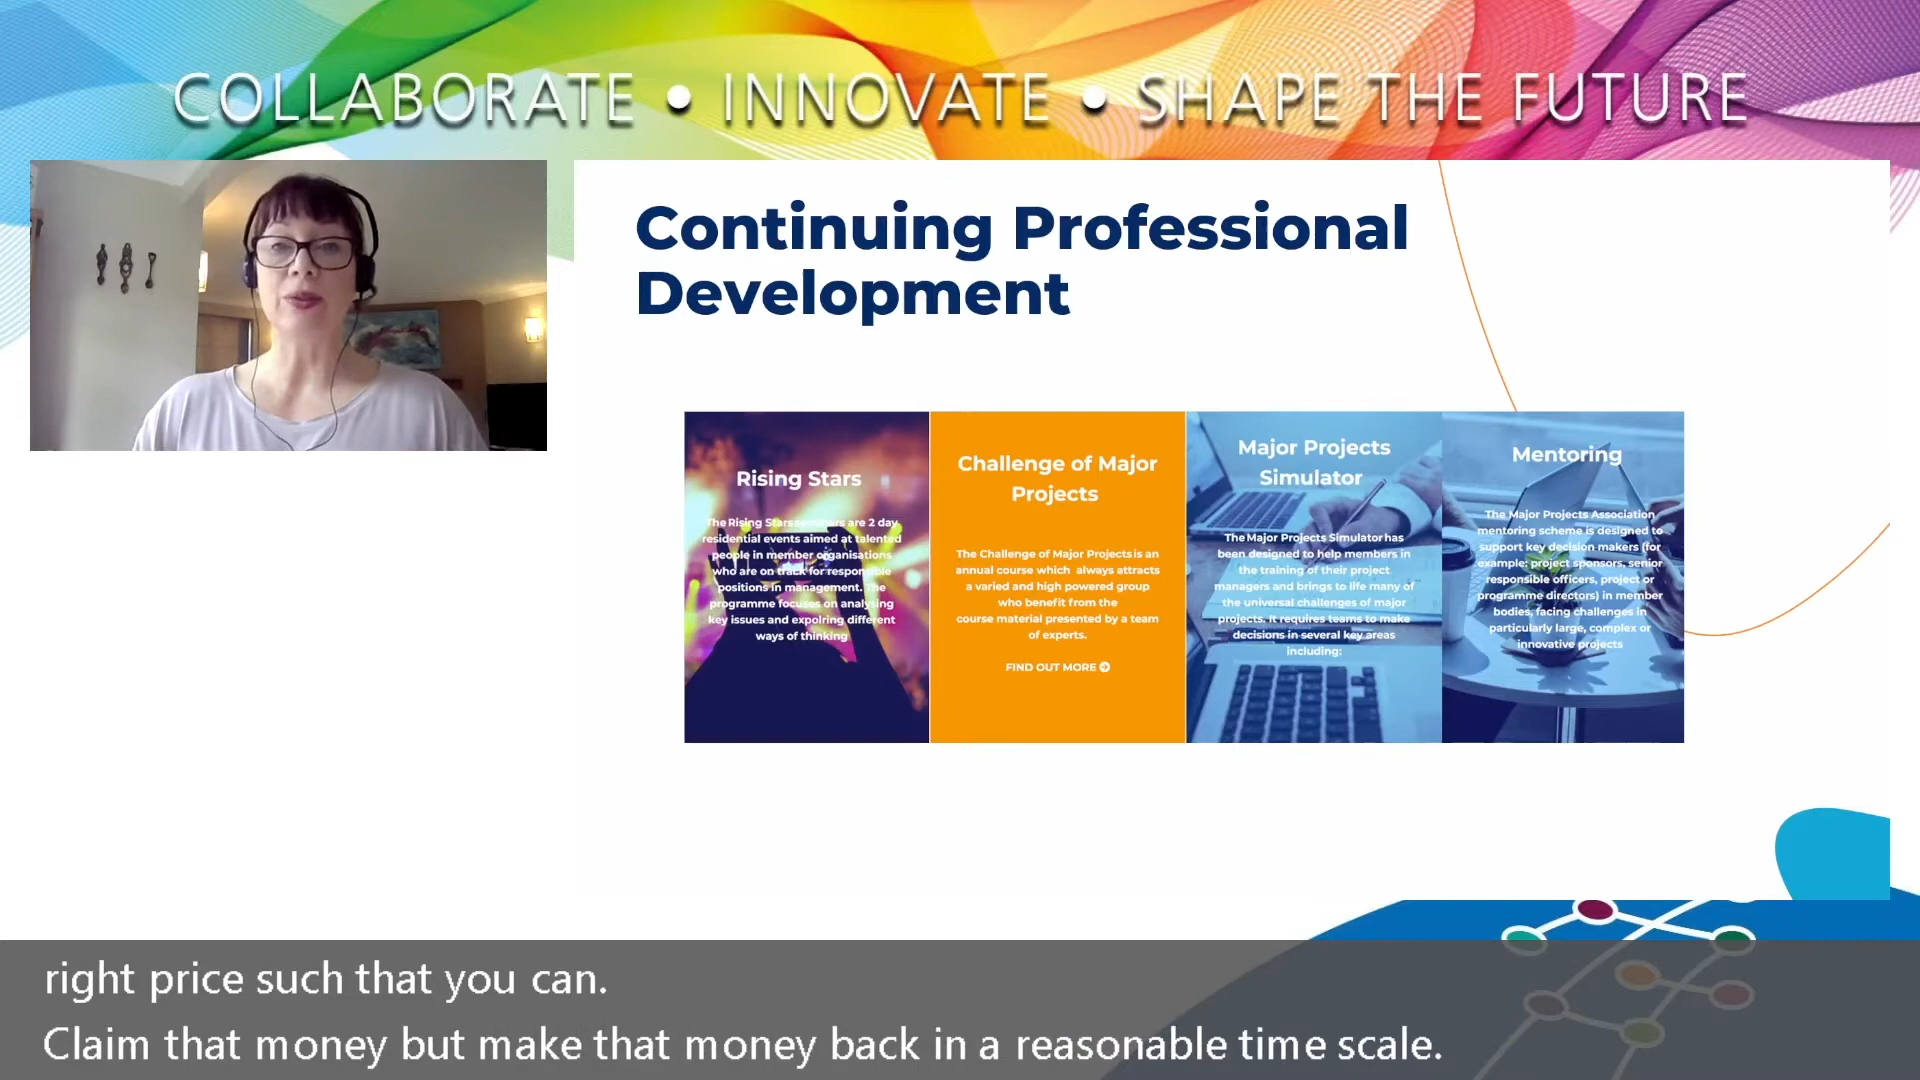 COLLABORATE • INNOVATE • SHAPE THE FUTURE
Continuing Professional
Development
Rising Stars
The Rising Stars seminars are 2 day
residential events aimed at talented
people in member organisations
who are on track for responsible
positions in management. The
programme focuses on analysing
key issues and expolring different
ways of thinking
Challenge of Major
Projects
The Challenge of Major Projects is an
annual course which always attracts
a varied and high powered group
who benefit from the
course material presented by a team
of experts.
FIND OUT MORE
Major Projects
Simulator
The Major Projects Simulator has
been designed to help members in
the training of their project
managers and brings to life many of
the universal challenges of major
projects. It requires teams to make
decisions in several key areas
including:
Mentoring
The Major Projects Association
mentoring scheme is designed to
support key decision makers (for
example: project sponsors, senior
responsible officers, project or
programme directors) in member
bodies, facing challenges in
particularly large, complex or
innovative projects
right price such that you can.
Claim that money but make that money back in a reasonable time scale.